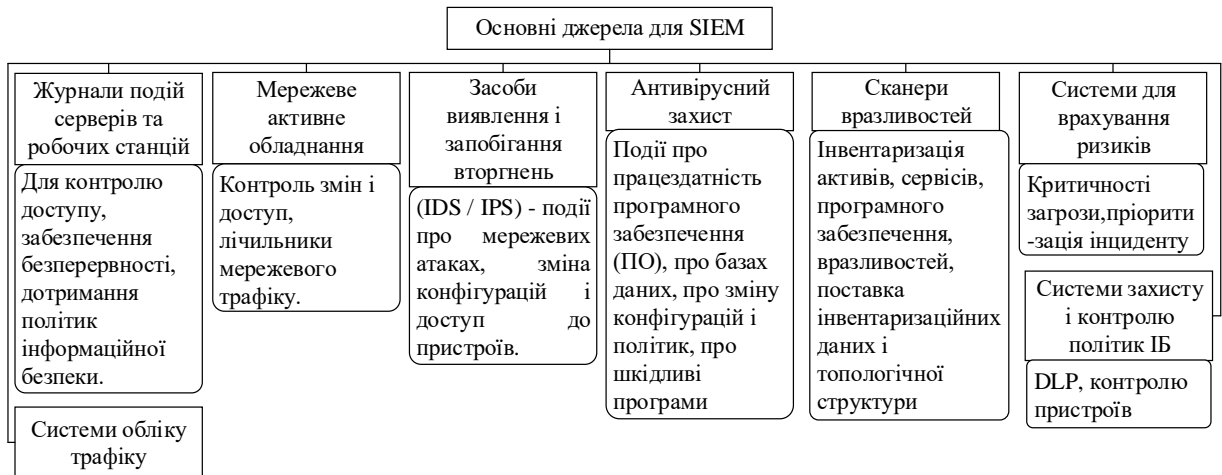 Основні джерела для SIEM
Журнали подій
серверів та
робочих станцій
Для контролю
доступу,
забезпечення
безперервності,
дотримання
політик
інформаційної
безпеки.
Системи обліку
трафіку
Мережеве
активне
обладнання
Контроль змін і
доступ,
лічильники
мережевого
трафіку.
Засоби
виявлення і
запобігання
вторгнень
(IDS / IPS) - події
про мережевих
атаках, зміна
конфігурацій і
доступ до
пристроїв.
Антивірусний
захист
Події про
працездатність
програмного
забезпечення
(ПО), про базах
даних, про зміну
конфігурацій і
політик, про
шкідливі
програми
Сканери
вразливостей
Інвентаризація
активів, сервісів,
програмного
забезпечення,
вразливостей,
поставка
інвентаризаційних
даних і
топологічної
структури
Системи для
врахування
ризиків
Критичності
загрози,пріорити
-зація інциденту
Системи захисту
і контролю
політик ІБ
DLP, контролю
пристроїв